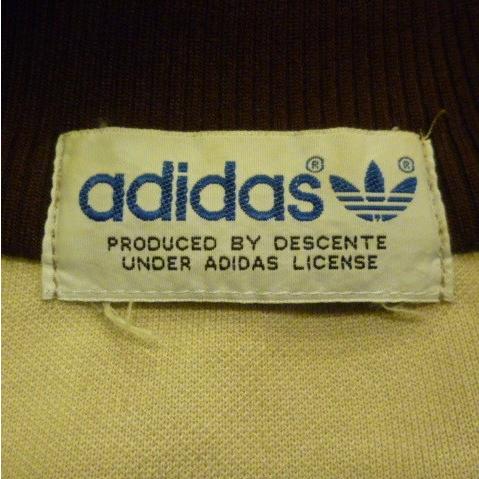 adidas® ®
PRODUCED BY DESCENTE
UNDER ADIDAS LICENSE